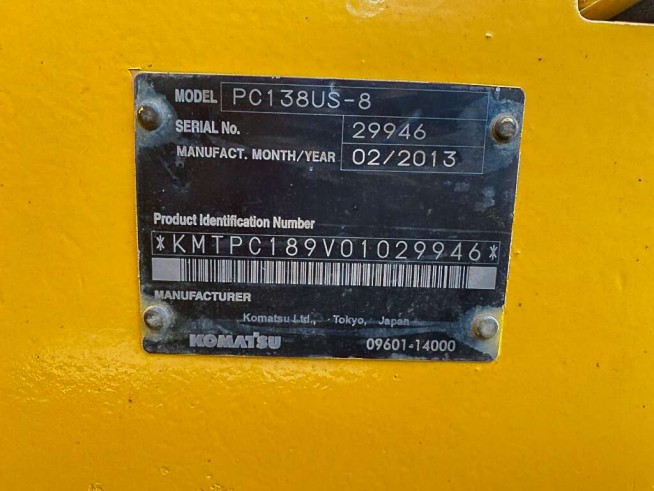 MODEL PC138US-8
SERIAL No. 29946
MANUFACT. MONTH/YEAR 02/2013
Product Identification Number
*KMTPC189V01029946*
MANUFACTURER
Komatsu Ltd., Tokyo, Japan
KOMATSU 09601-14000